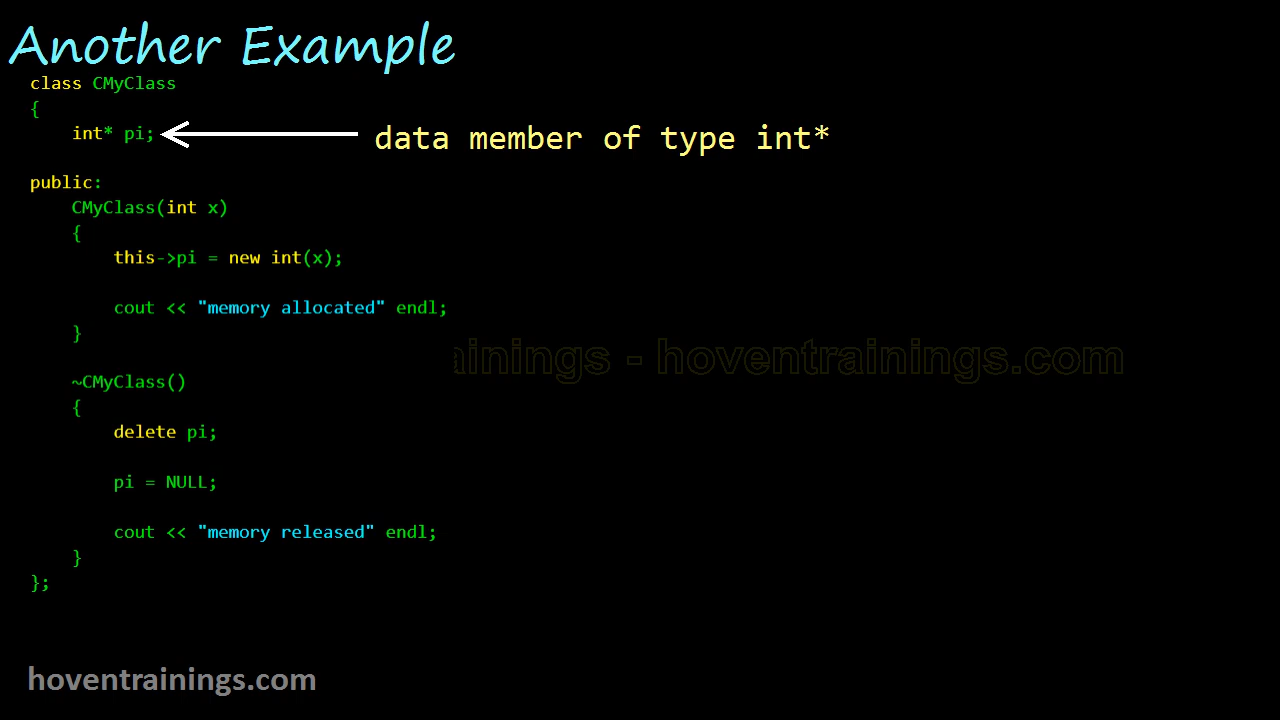 Another Example
class CMyClass
{
int* pi;
data member of type int*
public:
CMyClass(int x)
{
this->pi = new int(x);
cout << "memory allocated" endl;
}
ainings - hoventrainings.com
~CMyClass()
{
delete pi;
pi = NULL;
cout << "memory released" endl;
}
};
hoventrainings.com